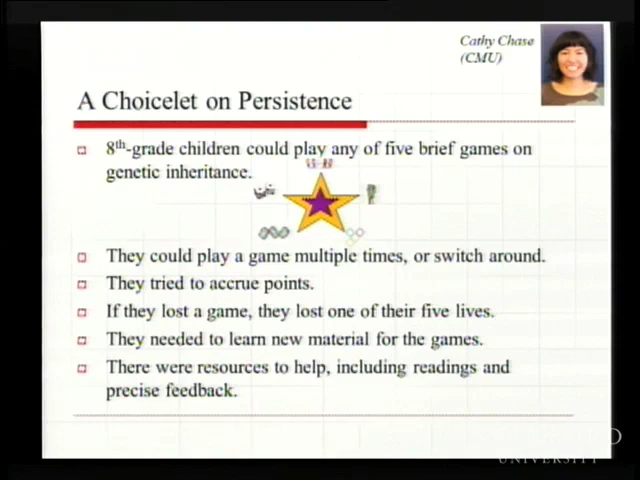 Cathy Chase
(CMU)
A Choicelet on Persistence
8th-grade children could play any of five brief games on
genetic inheritance.
They could play a game multiple times, or switch around.
They tried to accrue points.
If they lost a game, they lost one of their five lives.
They needed to learn new material for the games.
There were resources to help, including readings and
precise feedback.
UNIVERSITY